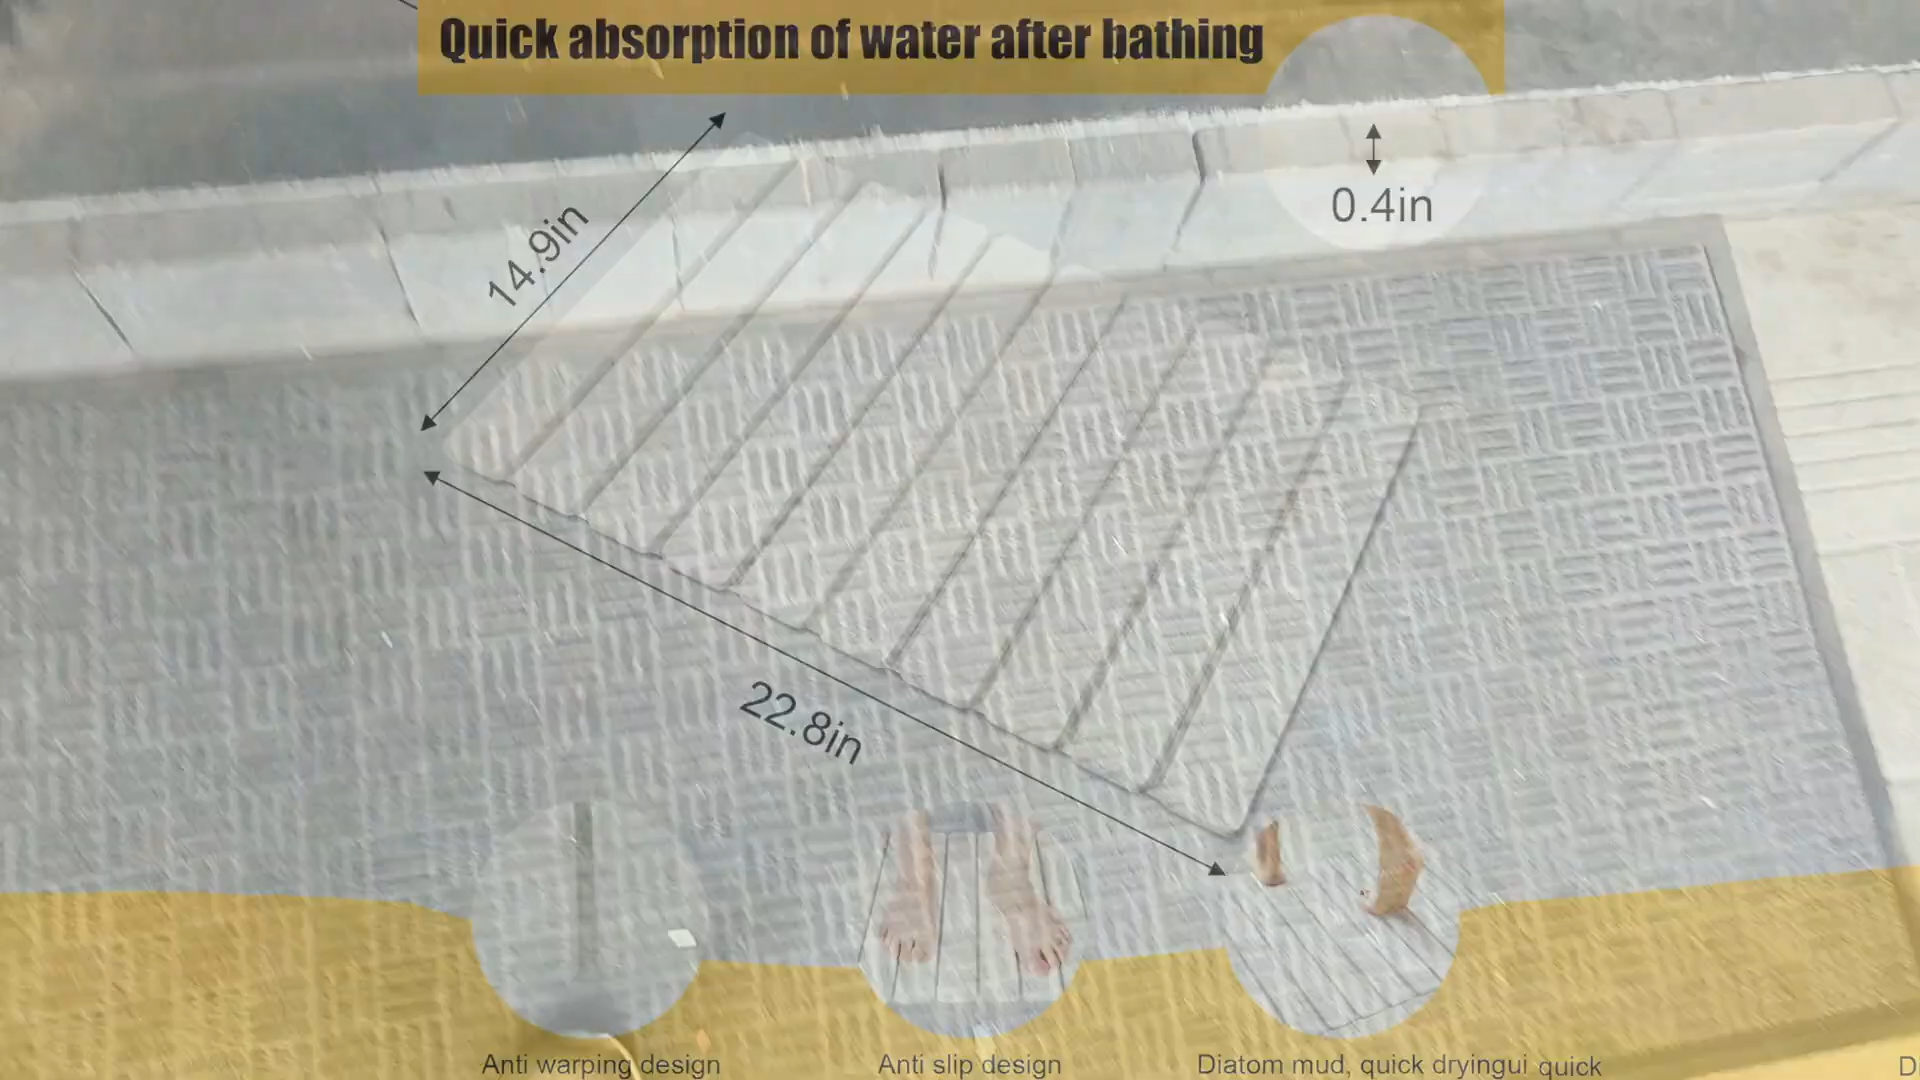 Quick absorption of water after bathing
0.4in
14.9in
22.8in
Anti warping design
Anti slip design
Diatom mud, quick dryingui quick
D